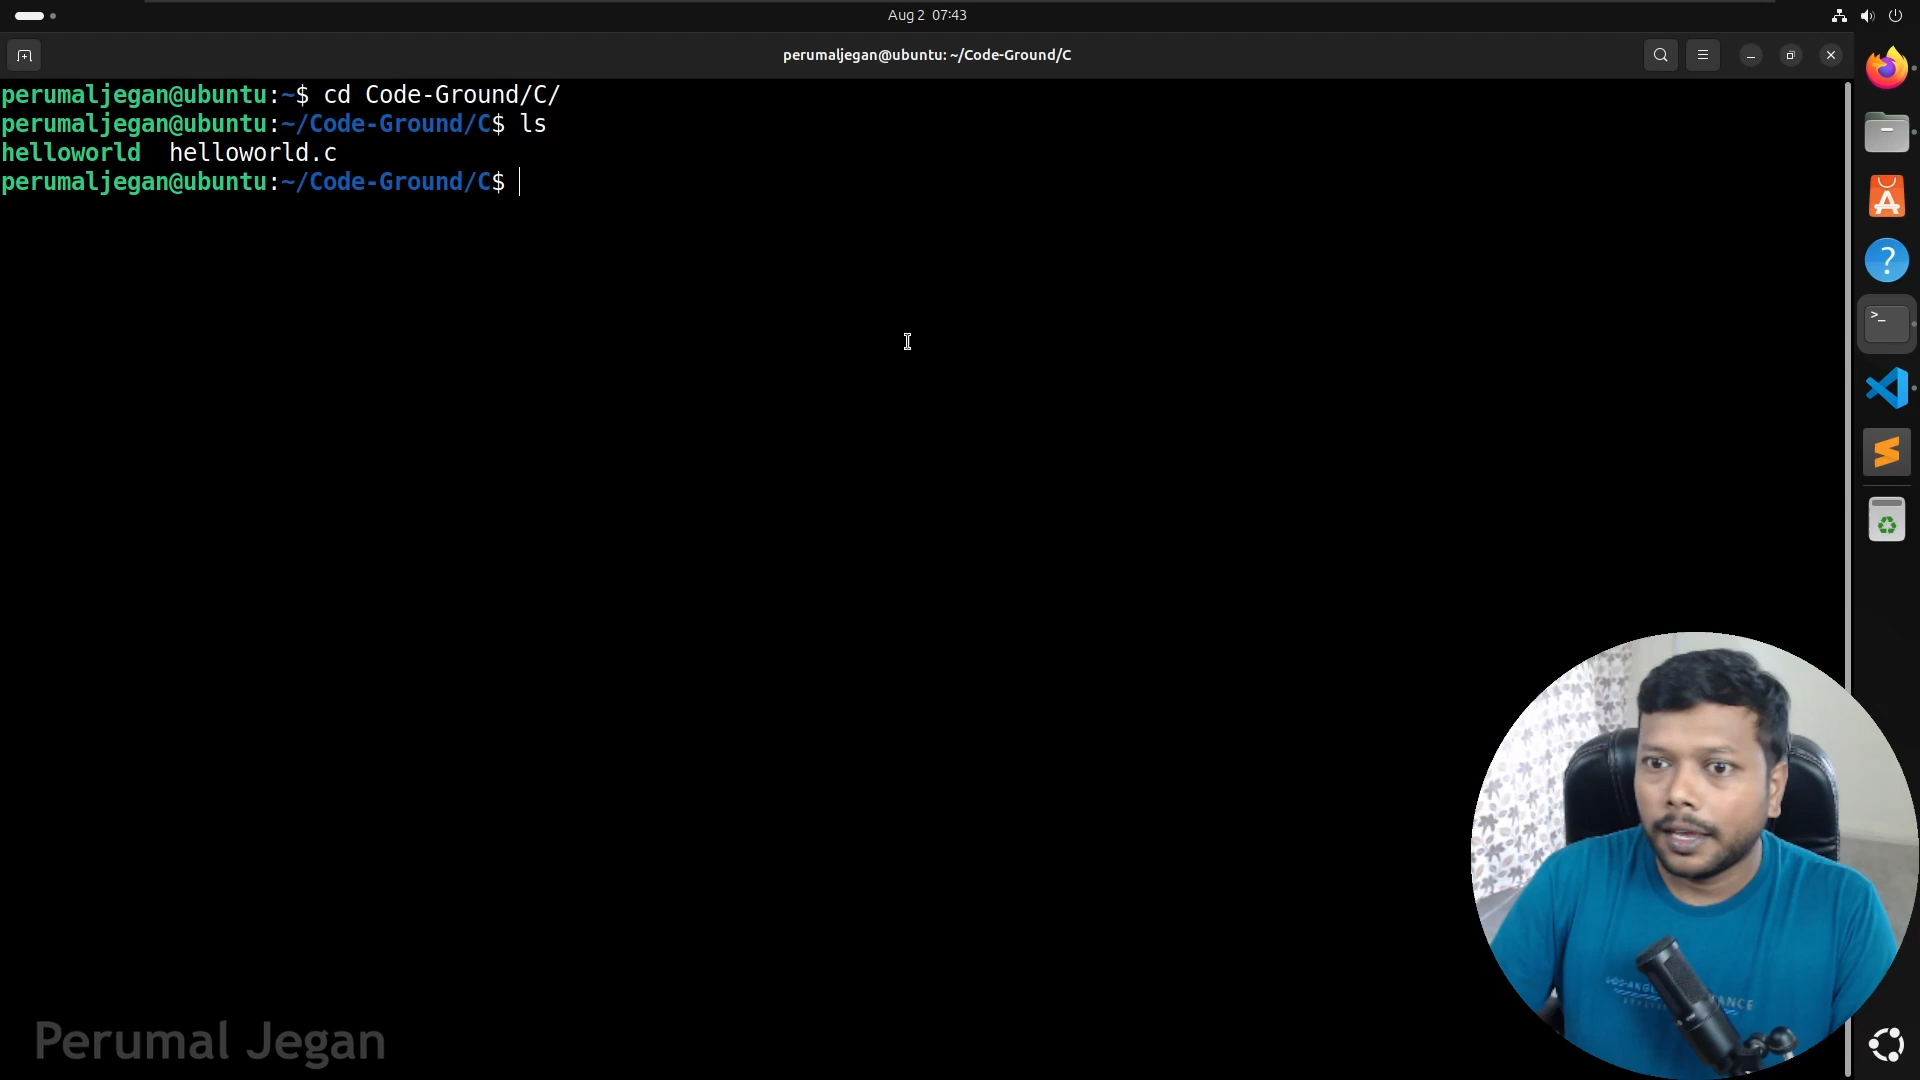 Aug 2 07:43
perumaljegan@ubuntu: ~/Code-Ground/C
perumaljegan@ubuntu:~$ cd Code-Ground/C/
perumaljegan@ubuntu:~/Code-Ground/C$ ls
helloworld  helloworld.c
perumaljegan@ubuntu:~/Code-Ground/C$
Perumal Jegan